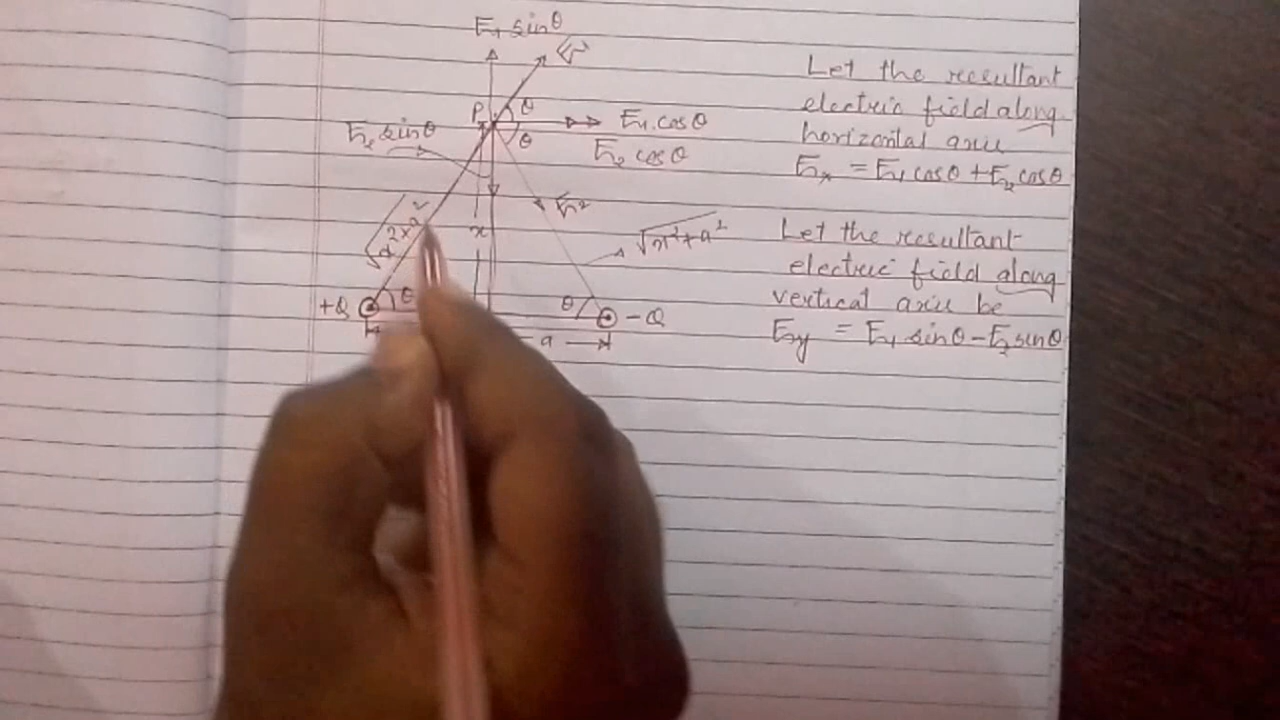 E₁ sinθ
E₁
P
θ
E₁ cosθ
E₂ sinθ
θ
E₂ cosθ
E₂
x
√x²+a²
√x²+a²
+Q
θ
θ
-Q
a
Let the resultant
electric field along
horizontal axis
Eₓ = E₁ cosθ + E₂ cosθ
Let the resultant
electric field along
vertical axis be
Ey = E₁ sinθ - E₂ sinθ